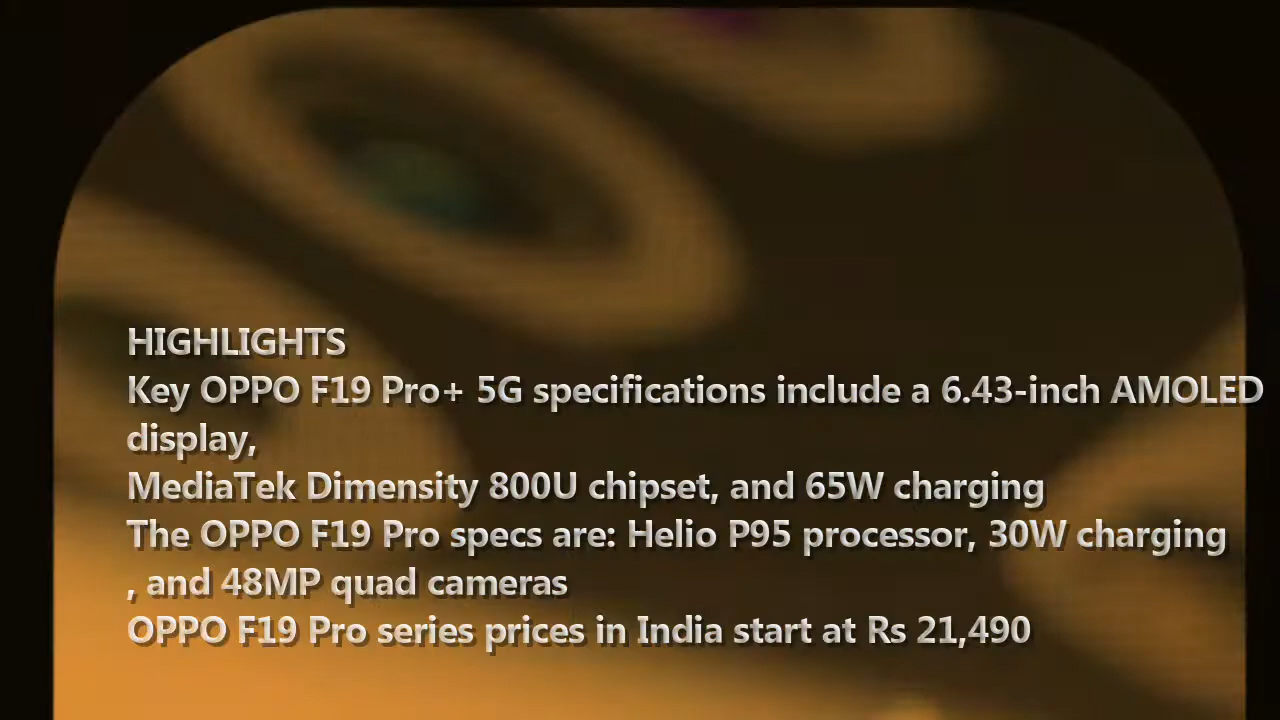 HIGHLIGHTS
Key OPPO F19 Pro+ 5G specifications include a 6.43-inch AMOLED
display,
MediaTek Dimensity 800U chipset, and 65W charging
The OPPO F19 Pro specs are: Helio P95 processor, 30W charging
, and 48MP quad cameras
OPPO F19 Pro series prices in India start at Rs 21,490